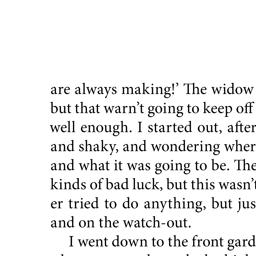 are always making!’ The widow
but that warn’t going to keep off
well enough. I started out, after
and shaky, and wondering wher
and what it was going to be. The
kinds of bad luck, but this wasn’t
er tried to do anything, but jus
and on the watch-out.
I went down to the front gard